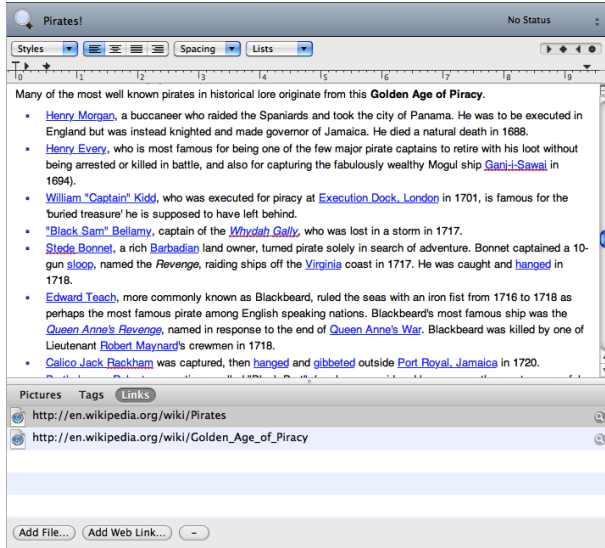 Pirates!
No Status
Styles
Spacing
Lists
0 1 2 3 4 5 6 7 8 9
Many of the most well known pirates in historical lore originate from this Golden Age of Piracy.
Henry Morgan, a buccaneer who raided the Spaniards and took the city of Panama. He was to be executed in
England but was instead knighted and made governor of Jamaica. He died a natural death in 1688.
Henry Every, who is most famous for being one of the few major pirate captains to retire with his loot without
being arrested or killed in battle, and also for capturing the fabulously wealthy Mogul ship Ganj-i-Sawai in
1694).
William "Captain" Kidd, who was executed for piracy at Execution Dock, London in 1701, is famous for the
'buried treasure' he is supposed to have left behind.
"Black Sam" Bellamy, captain of the Whydah Gally, who was lost in a storm in 1717.
Stede Bonnet, a rich Barbadian land owner, turned pirate solely in search of adventure. Bonnet captained a 10-
gun sloop, named the Revenge, raiding ships off the Virginia coast in 1717. He was caught and hanged in
1718.
Edward Teach, more commonly known as Blackbeard, ruled the seas with an iron fist from 1716 to 1718 as
perhaps the most famous pirate among English speaking nations. Blackbeard's most famous ship was the
Queen Anne's Revenge, named in response to the end of Queen Anne's War. Blackbeard was killed by one of
Lieutenant Robert Maynard's crewmen in 1718.
Calico Jack Rackham was captured, then hanged and gibbeted outside Port Royal, Jamaica in 1720.
Pictures
Tags
Links
http://en.wikipedia.org/wiki/Pirates
http://en.wikipedia.org/wiki/Golden_Age_of_Piracy
Add File...
Add Web Link...
-